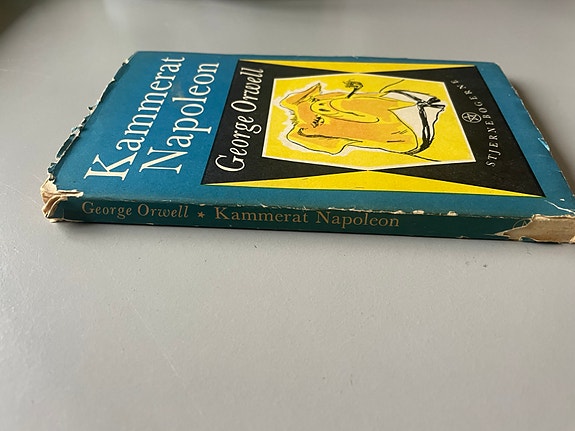 Kammerat
Napoleon
George Orwell
STJERNEBØGERNE
George Orwell ★ Kammerat Napoleon